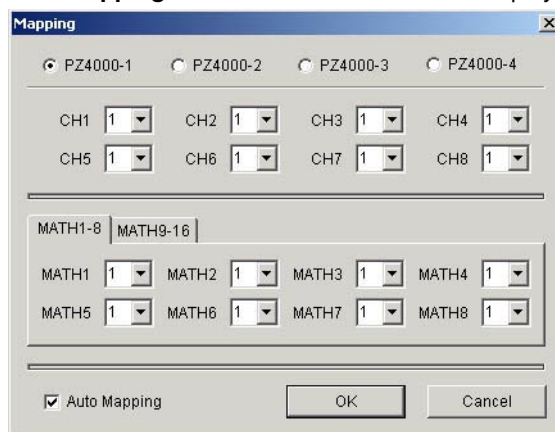 Mapping
PZ4000-1 PZ4000-2 PZ4000-3 PZ4000-4
CH1 1 CH2 1 CH3 1 CH4 1
CH5 1 CH6 1 CH7 1 CH8 1
MATH1-8 MATH9-16
MATH1 1 MATH2 1 MATH3 1 MATH4 1
MATH5 1 MATH6 1 MATH7 1 MATH8 1
Auto Mapping OK Cancel